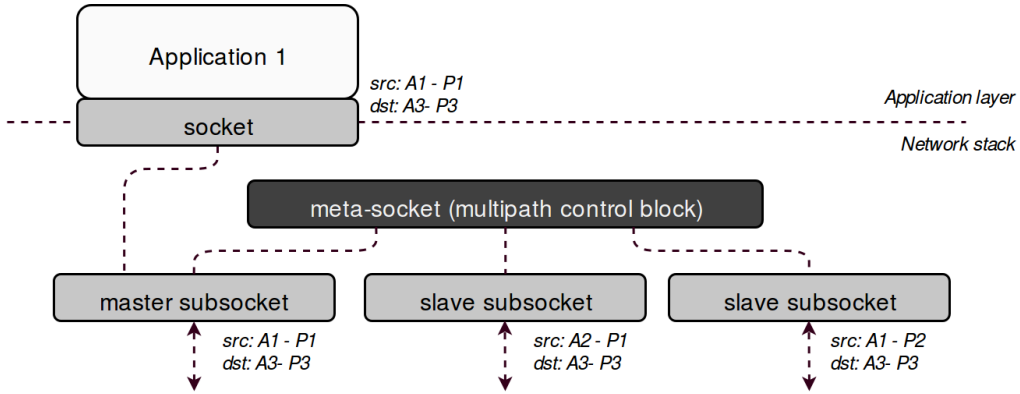 Application 1
src: A1 - P1
dst: A3- P3
Application layer
socket
Network stack
meta-socket (multipath control block)
master subsocket
slave subsocket
slave subsocket
src: A1 - P1
dst: A3- P3
src: A2 - P1
dst: A3- P3
src: A1 - P2
dst: A3- P3